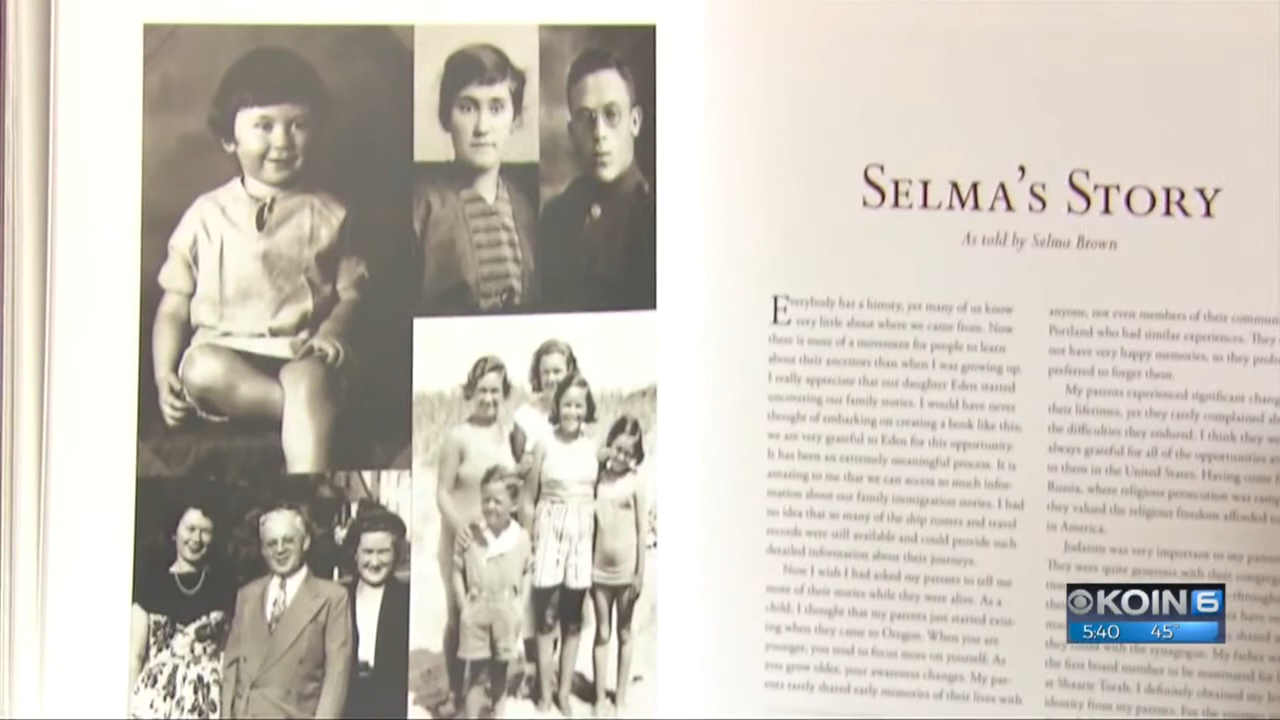 SELMA'S STORY
As told by Selma Brown
Everybody has a history, yet many of us know
very little about where we came from. Now
there is more of a movement for people to learn
about their ancestors than when I was growing up.
I really appreciate that our daughter Eden started
uncovering our family stories. I would have never
thought of embarking on creating a book like this;
we are very grateful to Eden for this opportunity.
It has been an extremely meaningful process. It is
amazing to me that we can access so much infor-
mation about our family immigration stories. I had
no idea that so many of the ship rosters and travel
records were still available and could provide such
detailed information about their journeys.
Now I wish I had asked my parents to tell me
more of their stories while they were alive. As a
child, I thought that my parents just started exist-
ing when they came to Oregon. When you are
younger, you tend to focus more on yourself. As
you grow older, your awareness changes. My par-
ents rarely shared early memories of their lives with
anyone, not even members of their
Portland who had similar experiences. They
not have very happy memories, so they
preferred to forget them.
My parents experienced significant
their lifetimes, yet they rarely complained
the difficulties they endured. I think they
always grateful for all of the opportunities
to them in the United States. Having come
Russia, where religious persecution was
they valued the religious freedom afforded
in America.
Judaism was very important to my
They were quite generous with their
the synagogue. My father
the first board member to be nominated for
at Shaarie Torah. I definitely obtained my
identity from my parents. For the
KOIN 6
5:40 45°